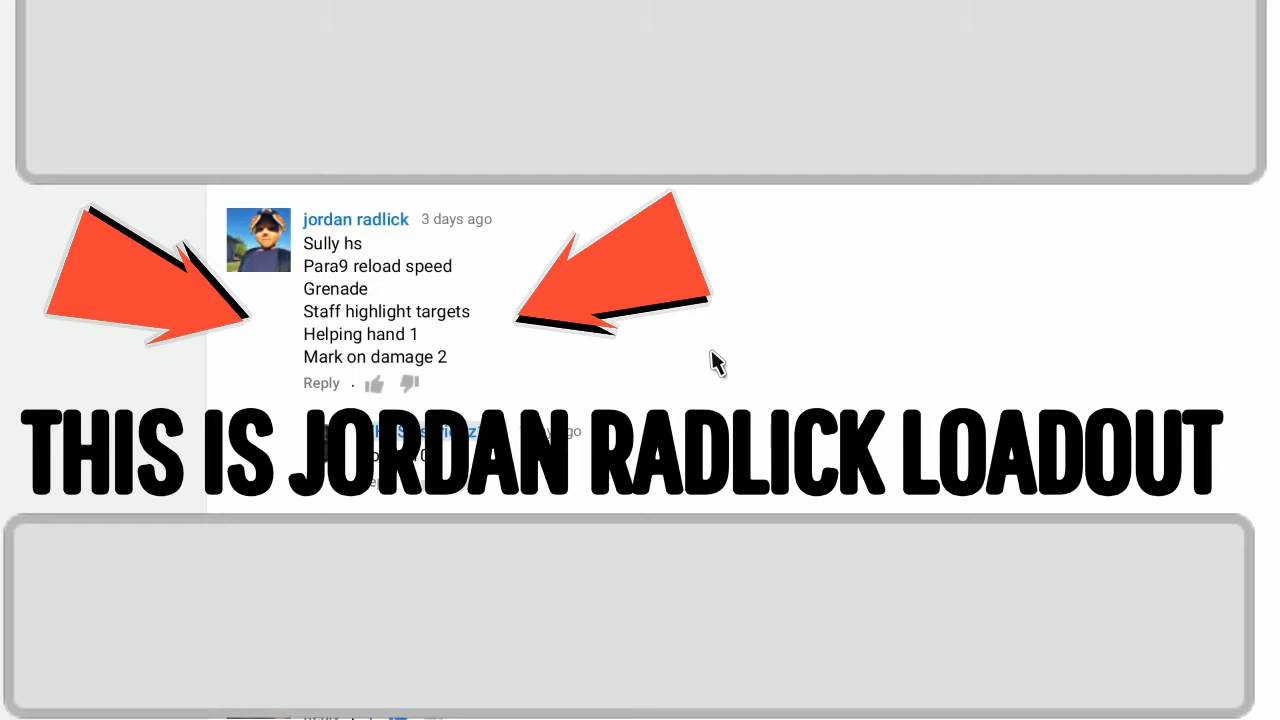 jordan radlick 3 days ago
Sully hs
Para9 reload speed
Grenade
Staff highlight targets
Helping hand 1
Mark on damage 2
Reply
THIS IS JORDAN RADLICK LOADOUT